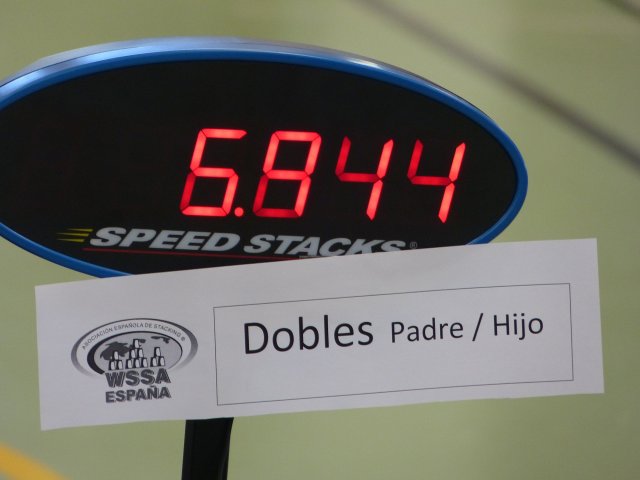 6.844
SPEED STACKS®
ASOCIACIÓN ESPAÑOLA DE STACKING ®
WSSA
ESPAÑA
Dobles Padre / Hijo